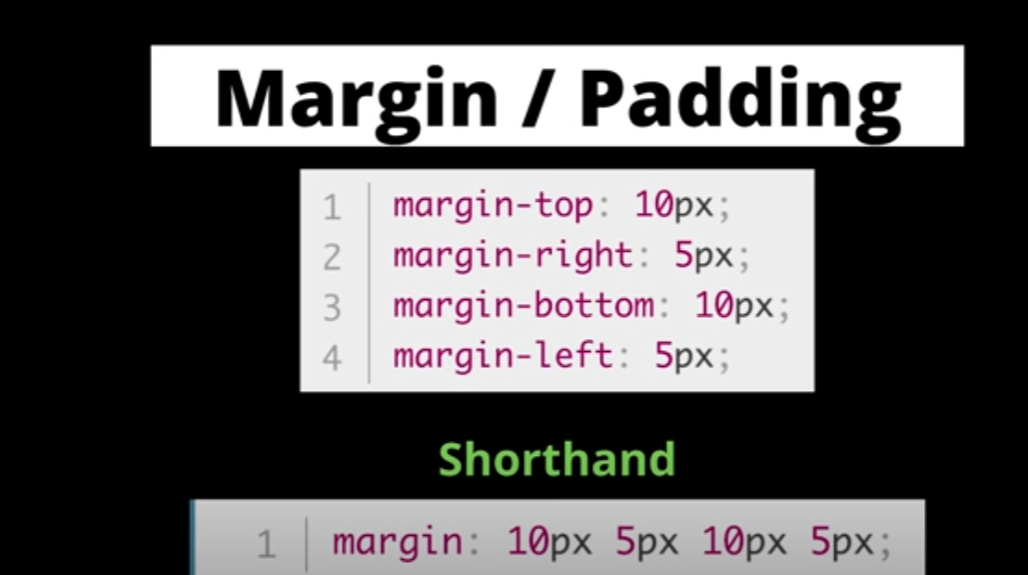 Margin / Padding
1 margin-top: 10px;
2 margin-right: 5px;
3 margin-bottom: 10px;
4 margin-left: 5px;
Shorthand
1 margin: 10px 5px 10px 5px;